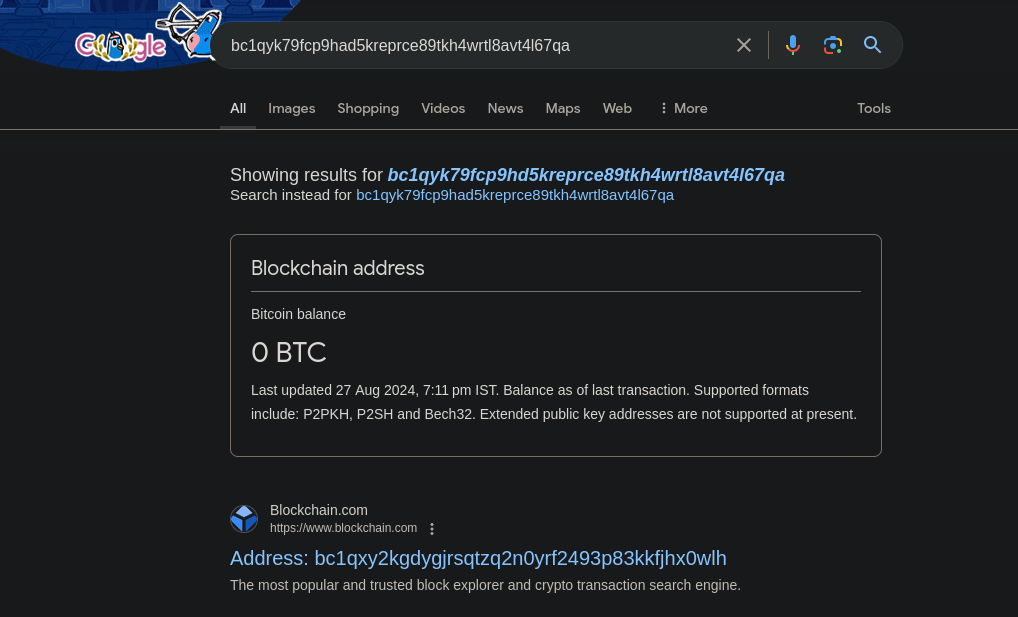 Google
bc1qyk79fcp9had5kreprce89tkh4wrtl8avt4l67qa
All Images Shopping Videos News Maps Web More Tools
Showing results for bc1qyk79fcp9hd5kreprce89tkh4wrtl8avt4l67qa
Search instead for bc1qyk79fcp9had5kreprce89tkh4wrtl8avt4l67qa
Blockchain address
Bitcoin balance
0 BTC
Last updated 27 Aug 2024, 7:11 pm IST. Balance as of last transaction. Supported formats
include: P2PKH, P2SH and Bech32. Extended public key addresses are not supported at present.
Blockchain.com
https://www.blockchain.com
Address: bc1qxy2kgdygjrsqtzq2n0yrf2493p83kkfjhx0wlh
The most popular and trusted block explorer and crypto transaction search engine.